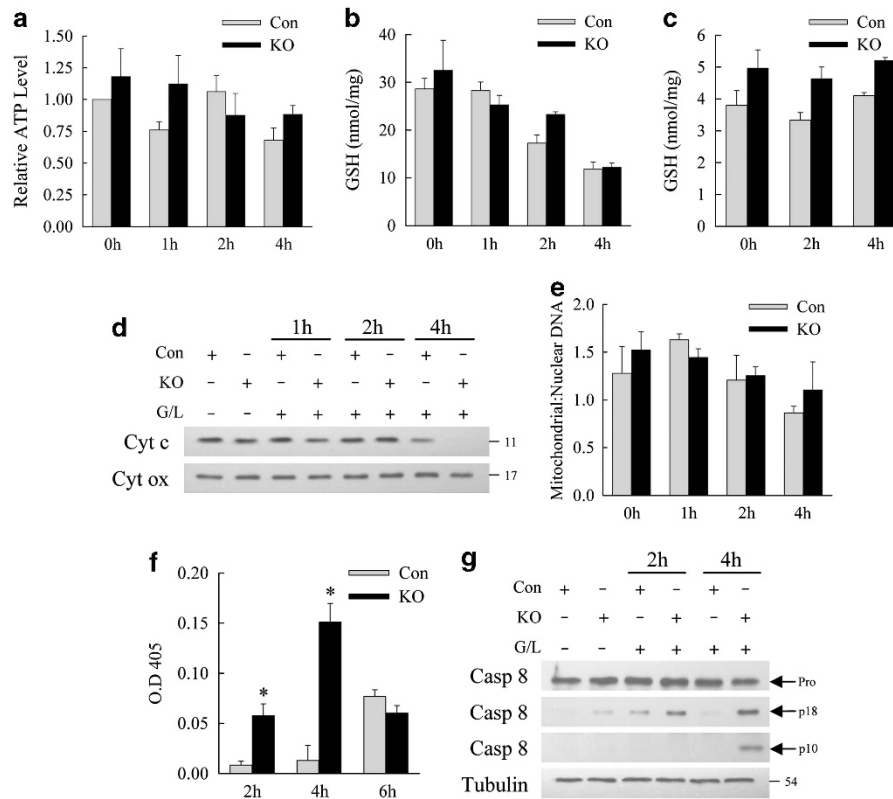 a
Con
KO
Relative ATP Level
1.50
1.25
1.00
0.75
0.50
0.25
0.00
0h 1h 2h 4h
b
Con
KO
GSH (nmol/mg)
40
30
20
10
0
0h 1h 2h 4h
c
Con
KO
GSH (nmol/mg)
6
5
4
3
2
1
0
0h 2h 4h
d
1h 2h 4h
Con + – + – + – + –
KO – + – + – + – +
G/L – – + + + + + +
Cyt c 11
Cyt ox 17
e
Con
KO
Mitochondrial:Nuclear DNA
2.0
1.5
1.0
0.5
0.0
0h 1h 2h 4h
f
Con
KO
O.D 405
0.20
0.15
0.10
0.05
0.00
* *
2h 4h 6h
g
2h 4h
Con + – + – + –
KO – + – + – +
G/L – – + + + +
Casp 8 Pro
Casp 8 p18
Casp 8 p10
Tubulin 54